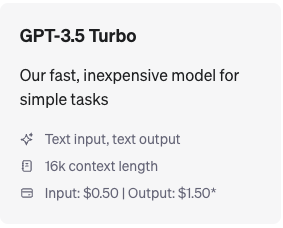 GPT-3.5 Turbo
Our fast, inexpensive model for
simple tasks
Text input, text output
16k context length
Input: $0.50 | Output: $1.50*